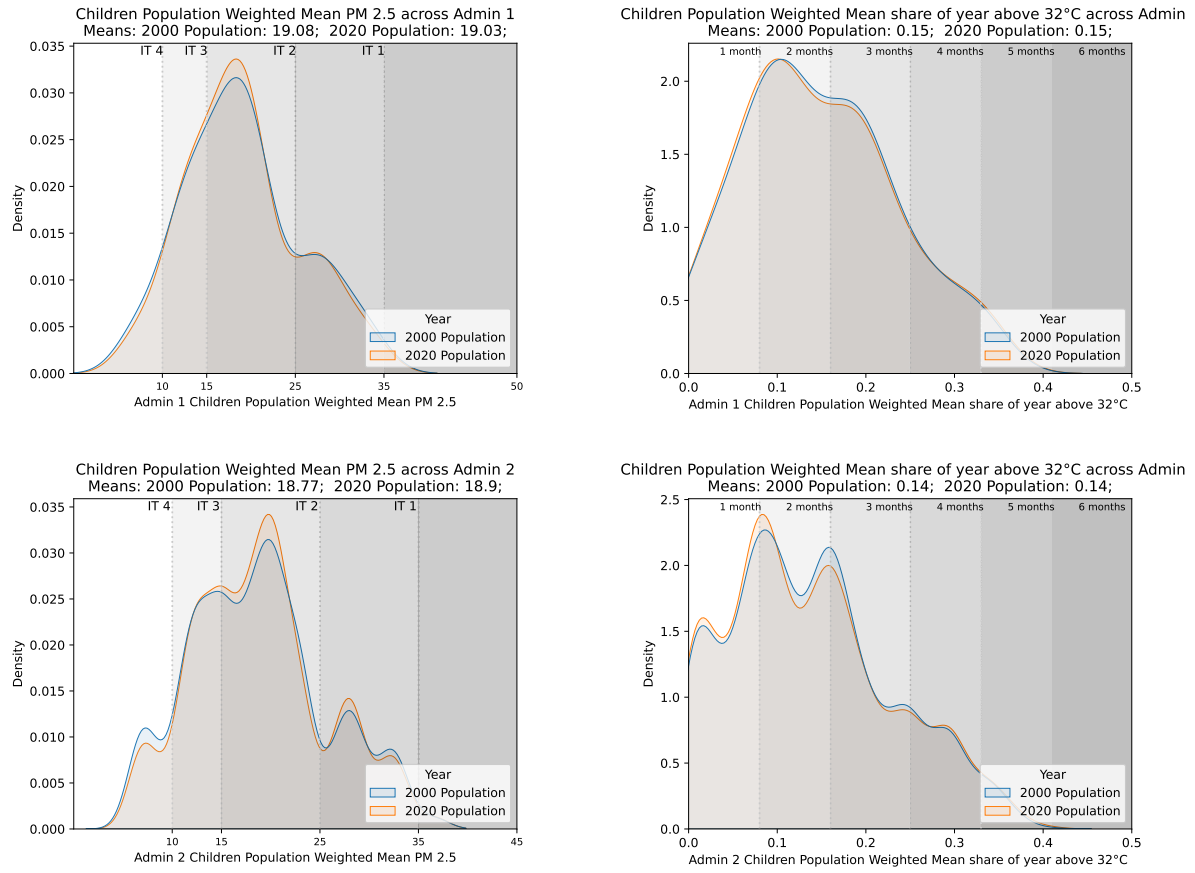 Children Population Weighted Mean PM 2.5 across Admin 1
Means: 2000 Population: 19.08;  2020 Population: 19.03;
IT 4
IT 3
IT 2
IT 1
0.035
0.030
0.025
0.020
0.015
0.010
0.005
0.000
Density
10
15
25
35
50
Admin 1 Children Population Weighted Mean PM 2.5
Year
2000 Population
2020 Population
Children Population Weighted Mean share of year above 32°C across Admin
Means: 2000 Population: 0.15;  2020 Population: 0.15;
1 month
2 months
3 months
4 months
5 months
6 months
2.0
1.5
1.0
0.5
0.0
Density
0.0
0.1
0.2
0.3
0.4
0.5
Admin 1 Children Population Weighted Mean share of year above 32°C
Year
2000 Population
2020 Population
Children Population Weighted Mean PM 2.5 across Admin 2
Means: 2000 Population: 18.77;  2020 Population: 18.9;
IT 4
IT 3
IT 2
IT 1
0.035
0.030
0.025
0.020
0.015
0.010
0.005
0.000
Density
10
15
25
35
45
Admin 2 Children Population Weighted Mean PM 2.5
Year
2000 Population
2020 Population
Children Population Weighted Mean share of year above 32°C across Admin
Means: 2000 Population: 0.14;  2020 Population: 0.14;
1 month
2 months
3 months
4 months
5 months
6 months
2.5
2.0
1.5
1.0
0.5
0.0
Density
0.0
0.1
0.2
0.3
0.4
0.5
Admin 2 Children Population Weighted Mean share of year above 32°C
Year
2000 Population
2020 Population